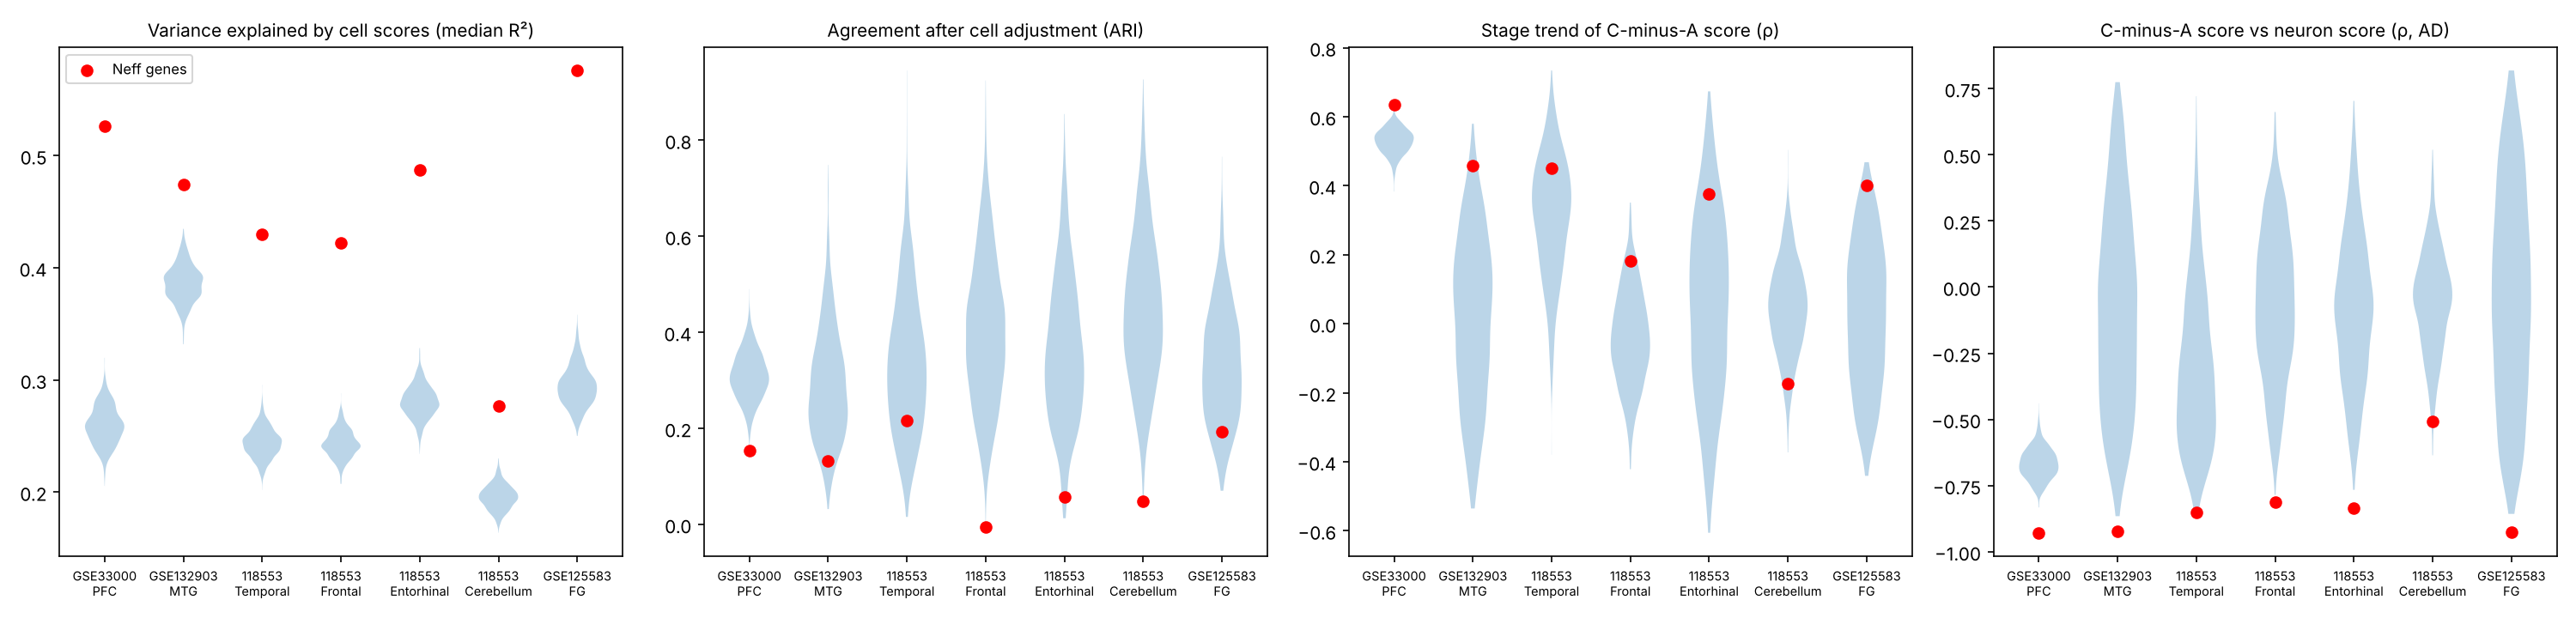 Variance explained by cell scores (median R²)
Neff genes
0.5
0.4
0.3
0.2
GSE33000 PFC
GSE132903 MTG
118553 Temporal
118553 Frontal
118553 Entorhinal
118553 Cerebellum
GSE125583 FG
Agreement after cell adjustment (ARI)
0.8
0.6
0.4
0.2
0.0
GSE33000 PFC
GSE132903 MTG
118553 Temporal
118553 Frontal
118553 Entorhinal
118553 Cerebellum
GSE125583 FG
Stage trend of C-minus-A score (ρ)
0.8
0.6
0.4
0.2
0.0
−0.2
−0.4
−0.6
GSE33000 PFC
GSE132903 MTG
118553 Temporal
118553 Frontal
118553 Entorhinal
118553 Cerebellum
GSE125583 FG
C-minus-A score vs neuron score (ρ, AD)
0.75
0.50
0.25
0.00
−0.25
−0.50
−0.75
−1.00
GSE33000 PFC
GSE132903 MTG
118553 Temporal
118553 Frontal
118553 Entorhinal
118553 Cerebellum
GSE125583 FG